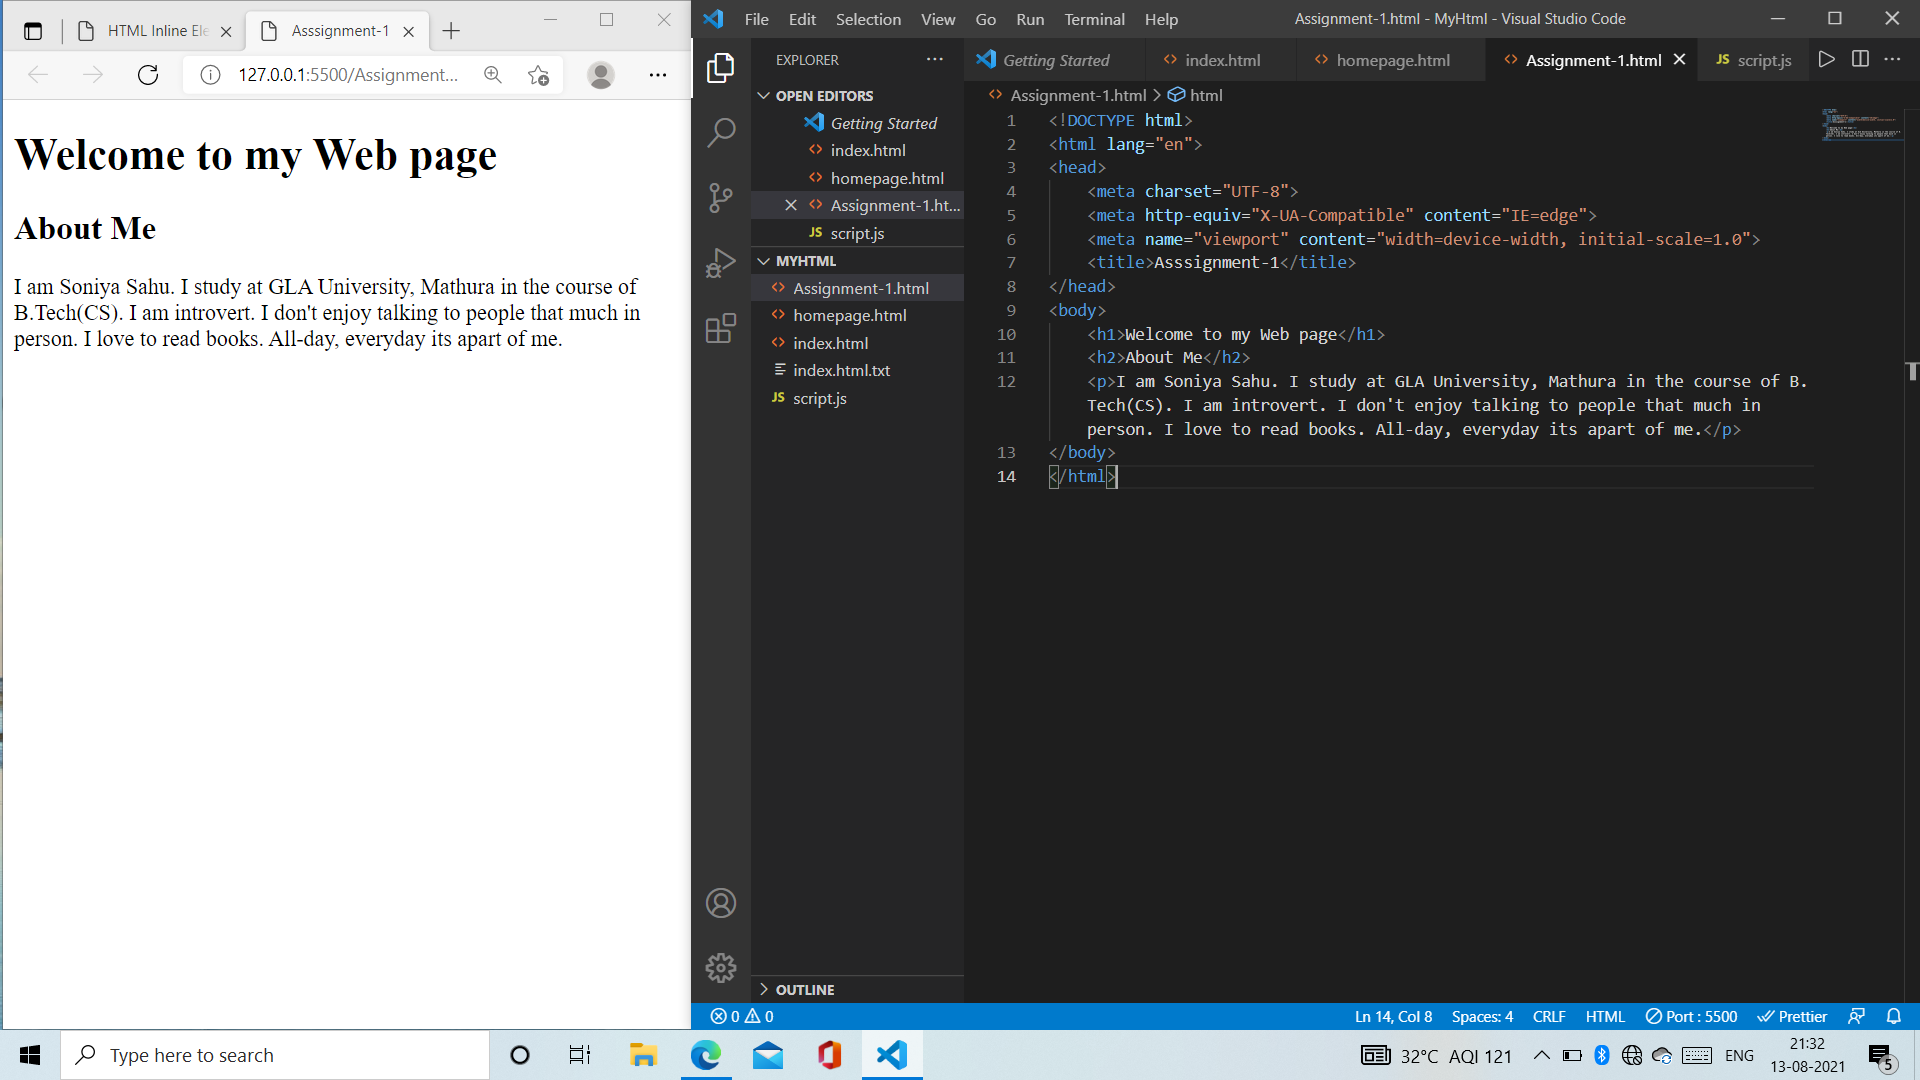 HTML Inline Ele
Asssignment-1
127.0.0.1:5500/Assignment...
Welcome to my Web page
About Me
I am Soniya Sahu. I study at GLA University, Mathura in the course of
B.Tech(CS). I am introvert. I don't enjoy talking to people that much in
person. I love to read books. All-day, everyday its apart of me.
File Edit Selection View Go Run Terminal Help
Assignment-1.html - MyHtml - Visual Studio Code
EXPLORER
OPEN EDITORS
Getting Started
index.html
homepage.html
Assignment-1.ht...
JS script.js
MYHTML
Assignment-1.html
homepage.html
index.html
index.html.txt
JS script.js
OUTLINE
Getting Started index.html homepage.html Assignment-1.html JS script.js
Assignment-1.html > html
1 <!DOCTYPE html>
2 <html lang="en">
3 <head>
4 <meta charset="UTF-8">
5 <meta http-equiv="X-UA-Compatible" content="IE=edge">
6 <meta name="viewport" content="width=device-width, initial-scale=1.0">
7 <title>Asssignment-1</title>
8 </head>
9 <body>
10 <h1>Welcome to my Web page</h1>
11 <h2>About Me</h2>
12 <p>I am Soniya Sahu. I study at GLA University, Mathura in the course of B.
Tech(CS). I am introvert. I don't enjoy talking to people that much in
person. I love to read books. All-day, everyday its apart of me.</p>
13 </body>
14 </html>
0 0
Ln 14, Col 8 Spaces: 4 CRLF HTML Port : 5500 Prettier
Type here to search
32°C AQI 121
ENG
21:32
13-08-2021
5